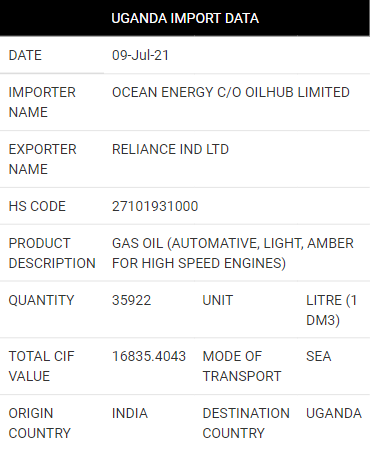 UGANDA IMPORT DATA
DATE 09-Jul-21
IMPORTER NAME OCEAN ENERGY C/O OILHUB LIMITED
EXPORTER NAME RELIANCE IND LTD
HS CODE 27101931000
PRODUCT DESCRIPTION GAS OIL (AUTOMATIVE, LIGHT, AMBER FOR HIGH SPEED ENGINES)
QUANTITY 35922 UNIT LITRE (1 DM3)
TOTAL CIF VALUE 16835.4043 MODE OF TRANSPORT SEA
ORIGIN COUNTRY INDIA DESTINATION COUNTRY UGANDA